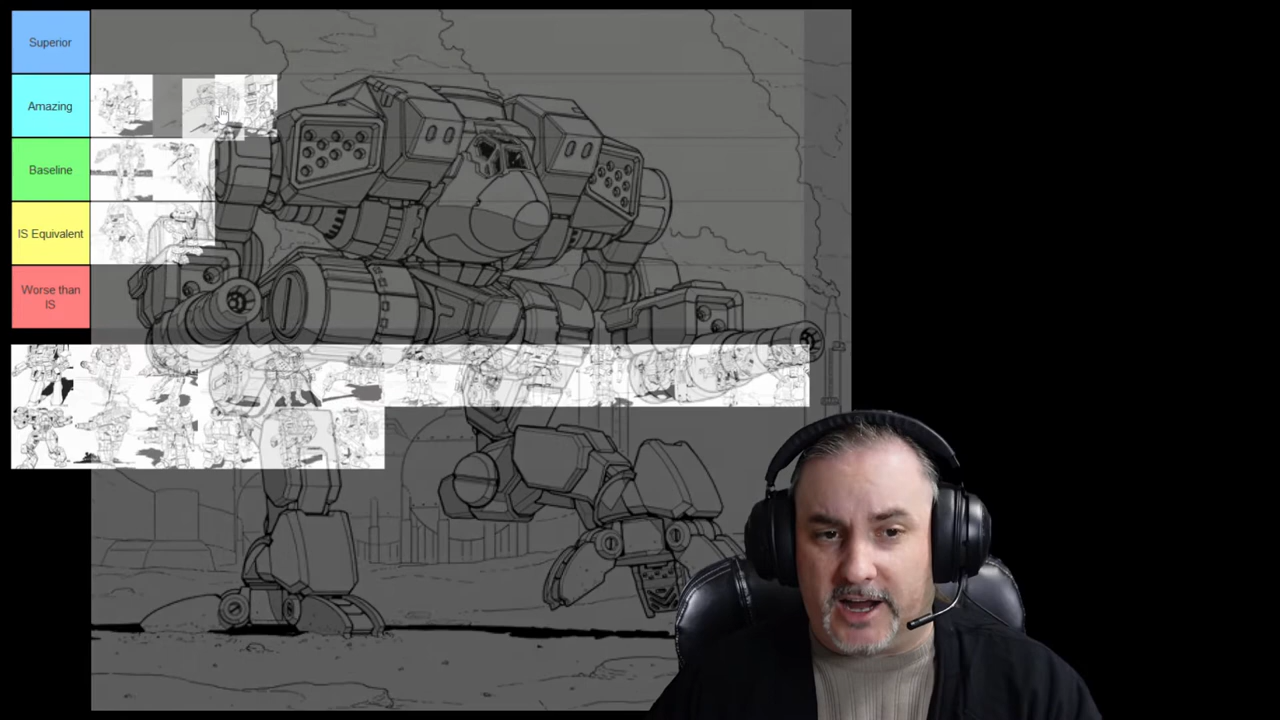 Superior
Amazing
Baseline
IS Equivalent
Worse than
IS